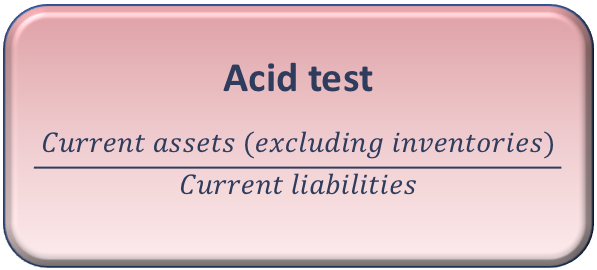 Acid test
Current assets (excluding inventories)
Current liabilities